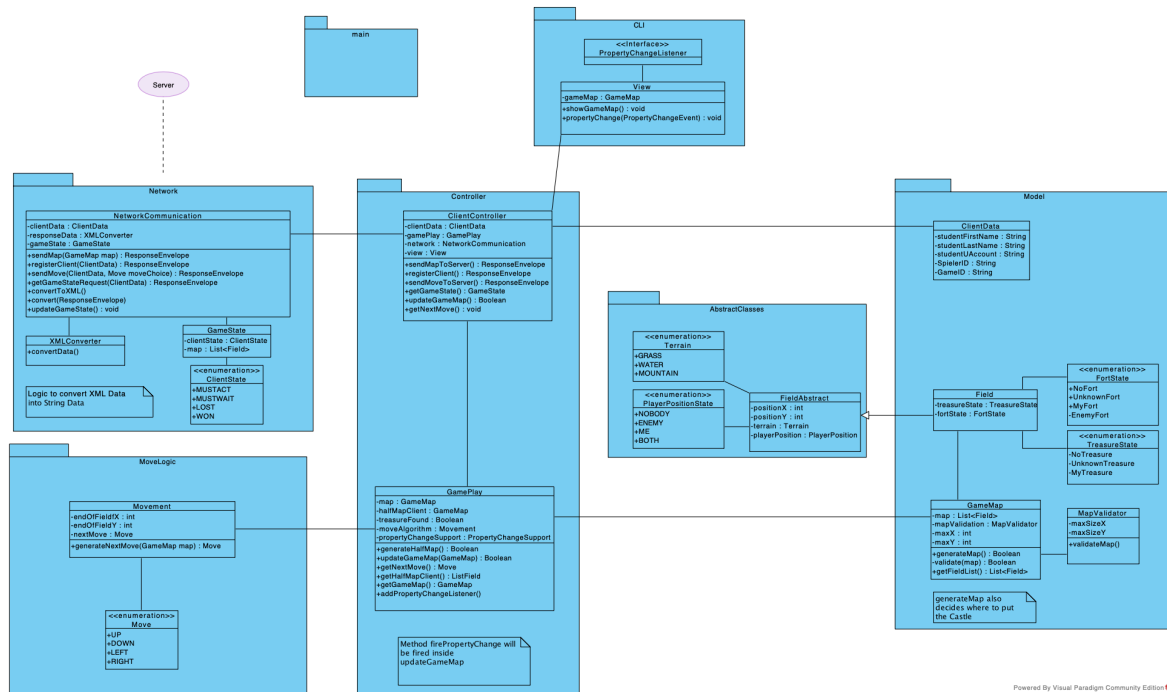 main
CLI
<<Interface>>
PropertyChangeListener
View
-gameMap : GameMap
+showGameMap() : void
+propertyChange(PropertyChangeEvent) : void
Server
Network
NetworkCommunication
-clientData : ClientData
-responseData : XMLConverter
-gameState : GameState
+sendMap(GameMap map) : ResponseEnvelope
+registerClient(ClientData) : ResponseEnvelope
+sendMove(ClientData, Move moveChoice) : ResponseEnvelope
+getGameStateRequest(ClientData) : ResponseEnvelope
+convertToXML()
+convert(ResponseEnvelope)
+updateGameState() : void
XMLConverter
+convertData()
GameState
-clientState : ClientState
-map : List<Field>
<<enumeration>>
ClientState
+MUSTACT
+MUSTWAIT
+LOST
+WON
Logic to convert XML Data
into String Data
Controller
ClientController
-clientData : ClientData
-gamePlay : GamePlay
-network : NetworkCommunication
-view : View
+sendMapToServer() : ResponseEnvelope
+registerClient() : ResponseEnvelope
+sendMoveToServer() : ResponseEnvelope
+getGameState() : GameState
+updateGameMap() : Boolean
+getNextMove() : void
GamePlay
-map : GameMap
-halfMapClient : GameMap
-treasureFound : Boolean
-moveAlgorithm : Movement
-propertyChangeSupport : PropertyChangeSupport
+generateHalfMap() : Boolean
+updateGameMap(GameMap) : Boolean
+getNextMove() : Move
+getHalfMapClient() : ListField
+getGameMap() : GameMap
+addPropertyChangeListener()
Method firePropertyChange will
be fired inside
updateGameMap
MoveLogic
Movement
-endOfFieldfX : int
-endOfFieldY : int
-nextMove : Move
+generateNextMove(GameMap map) : Move
<<enumeration>>
Move
+UP
+DOWN
+LEFT
+RIGHT
AbstractClasses
<<enumeration>>
Terrain
+GRASS
+WATER
+MOUNTAIN
<<enumeration>>
PlayerPositionState
+NOBODY
+ENEMY
+ME
+BOTH
FieldAbstract
-positionX : int
-positionY : int
-terrain : Terrain
-playerPosition : PlayerPosition
Model
ClientData
-studentFirstName : String
-studentLastName : String
-studentUAccount : String
-SpielerID : String
-GameID : String
Field
-treasureState : TreasureState
-fortState : FortState
<<enumeration>>
FortState
+NoFort
+UnknownFort
+MyFort
-EnemyFort
<<enumeration>>
TreasureState
-NoTreasure
-UnknownTreasure
-MyTreasure
GameMap
-map : List<Field>
-mapValidation : MapValidator
-maxX : int
-maxY : int
+generateMap() : Boolean
-validate(map) : Boolean
+getFieldList() : List<Field>
MapValidator
-maxSizeX
-maxSizeY
+validateMap()
generateMap also
decides where to put
the Castle
Powered By Visual Paradigm Community Edition